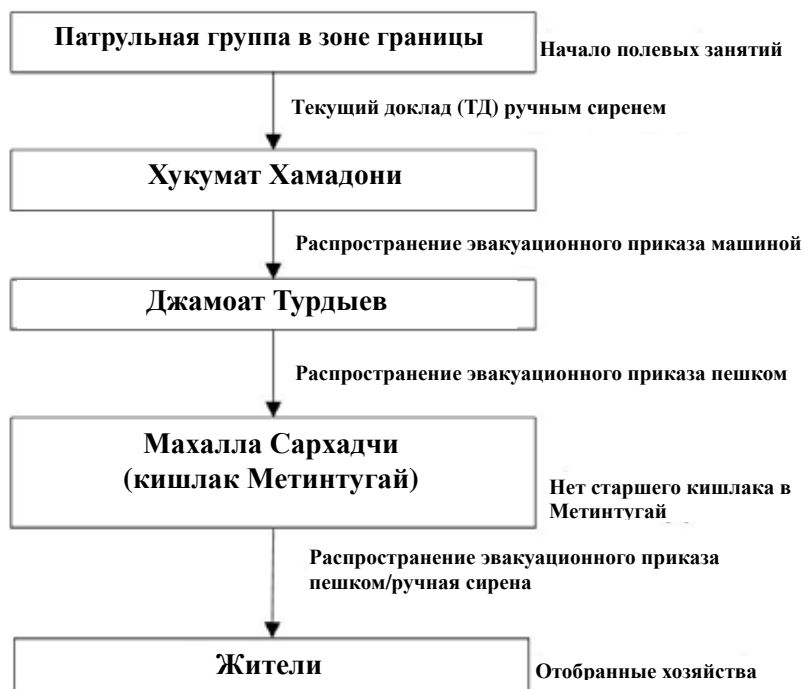 Патрульная группа в зоне границы
Начало полевых занятий
Текущий доклад (ТД) ручным сиренем
Хукумат Хамадони
Распространение эвакуационного приказа машиной
Джамоат Турдыев
Распространение эвакуационного приказа пешком
Махалла Сархадчи
(кишлак Метинтугай)
Нет старшего кишлака в
Метинтугай
Распространение эвакуационного приказа
пешком/ручная сирена
Жители
Отобранные хозяйства